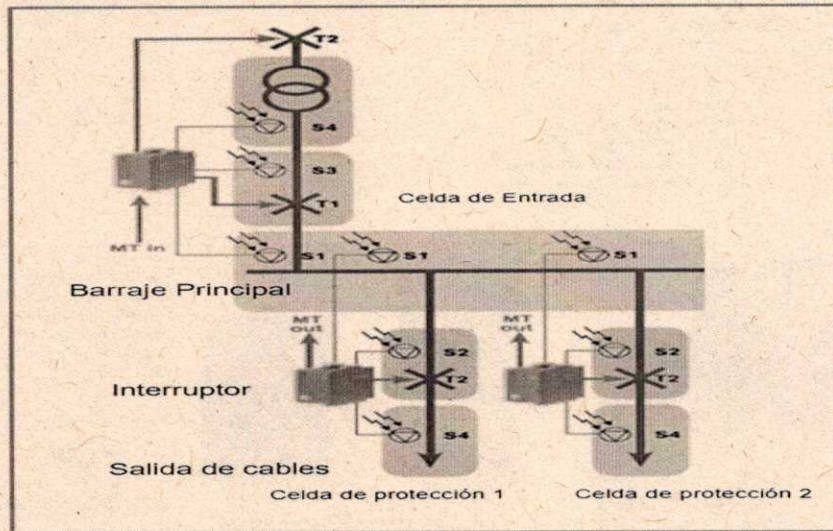 T2
S4
S3
Celda de Entrada
T1
MT in
S1
S1
S1
Barraje Principal
MT
out
MT
out
S2
S2
Interruptor
T2
T2
S4
S4
Salida de cables
Celda de protección 1
Celda de protección 2